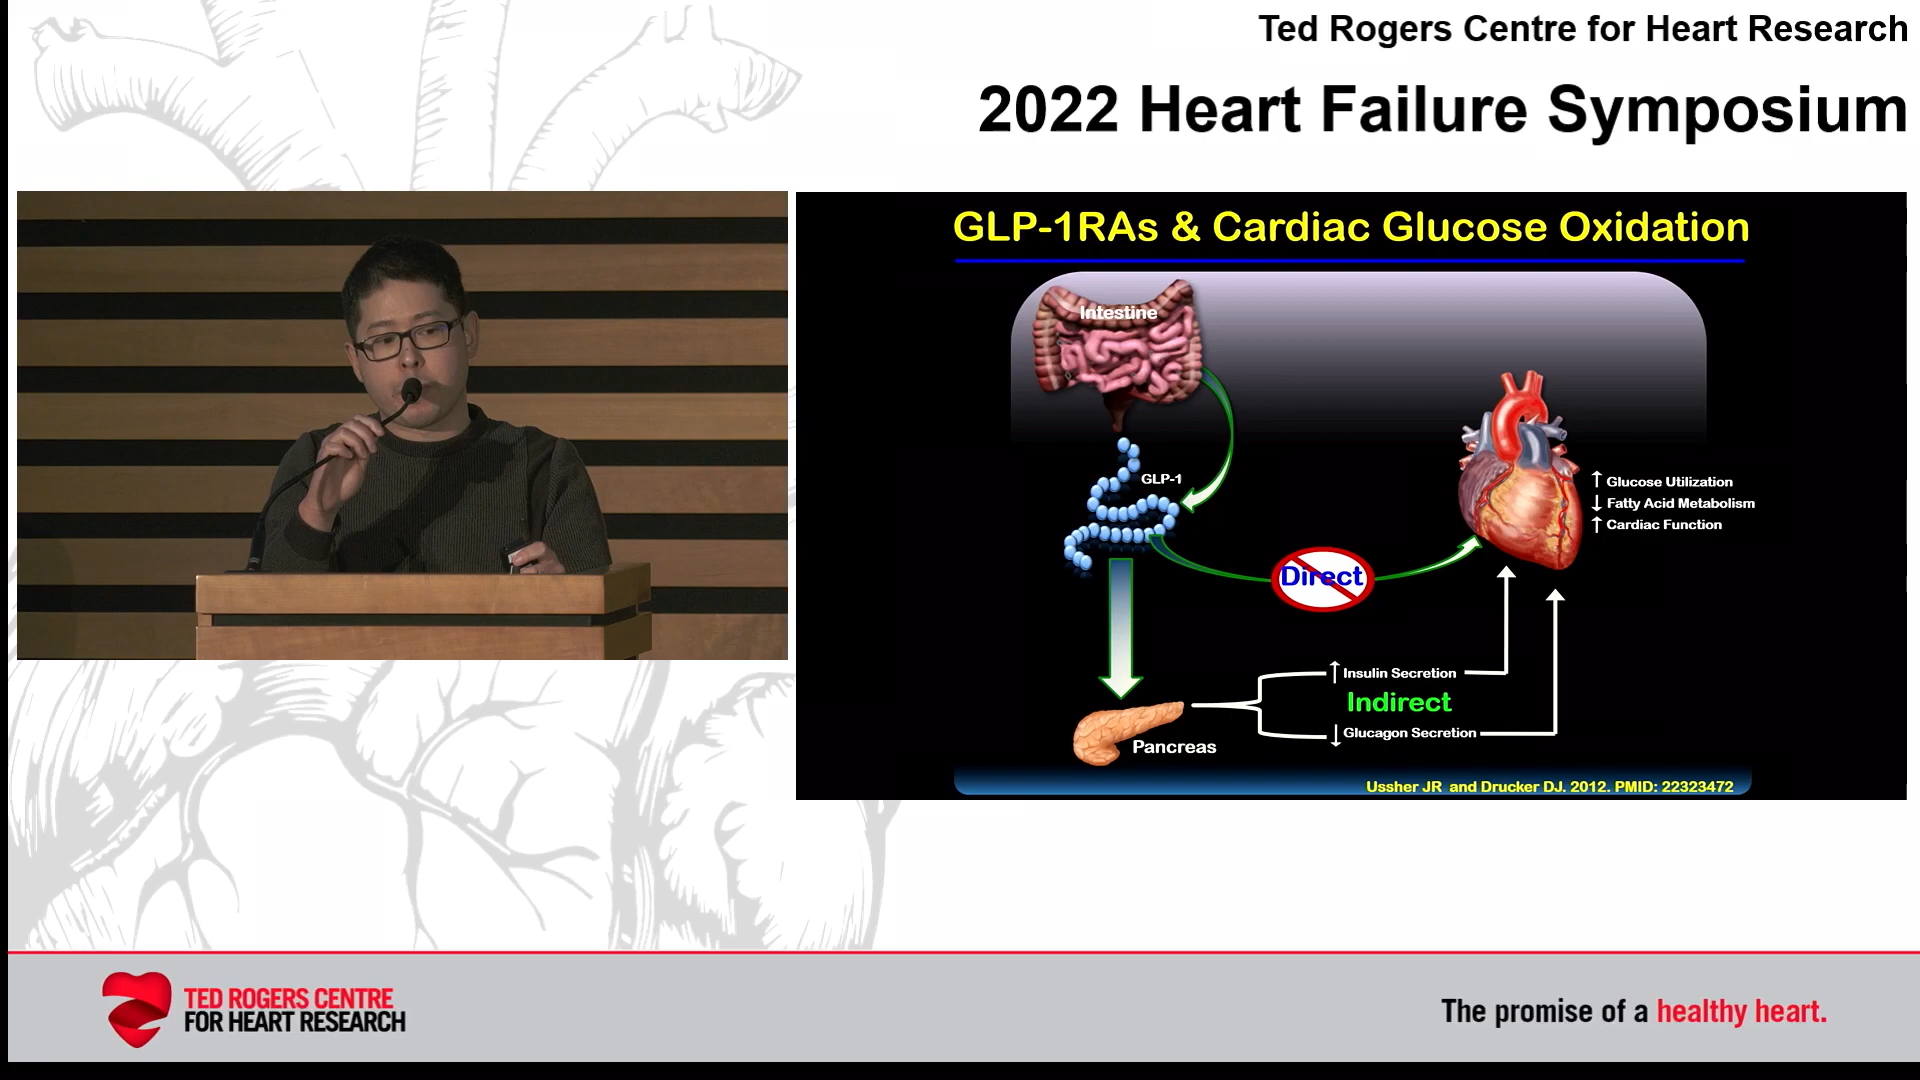 Ted Rogers Centre for Heart Research
2022 Heart Failure Symposium
GLP-1RAs & Cardiac Glucose Oxidation
Intestine
GLP-1
↑ Glucose Utilization
↓ Fatty Acid Metabolism
↑ Cardiac Function
Direct
↑ Insulin Secretion
Indirect
↓ Glucagon Secretion
Pancreas
Ussher JR and Drucker DJ. 2012. PMID: 22323472
TED ROGERS CENTRE
FOR HEART RESEARCH
The promise of a healthy heart.